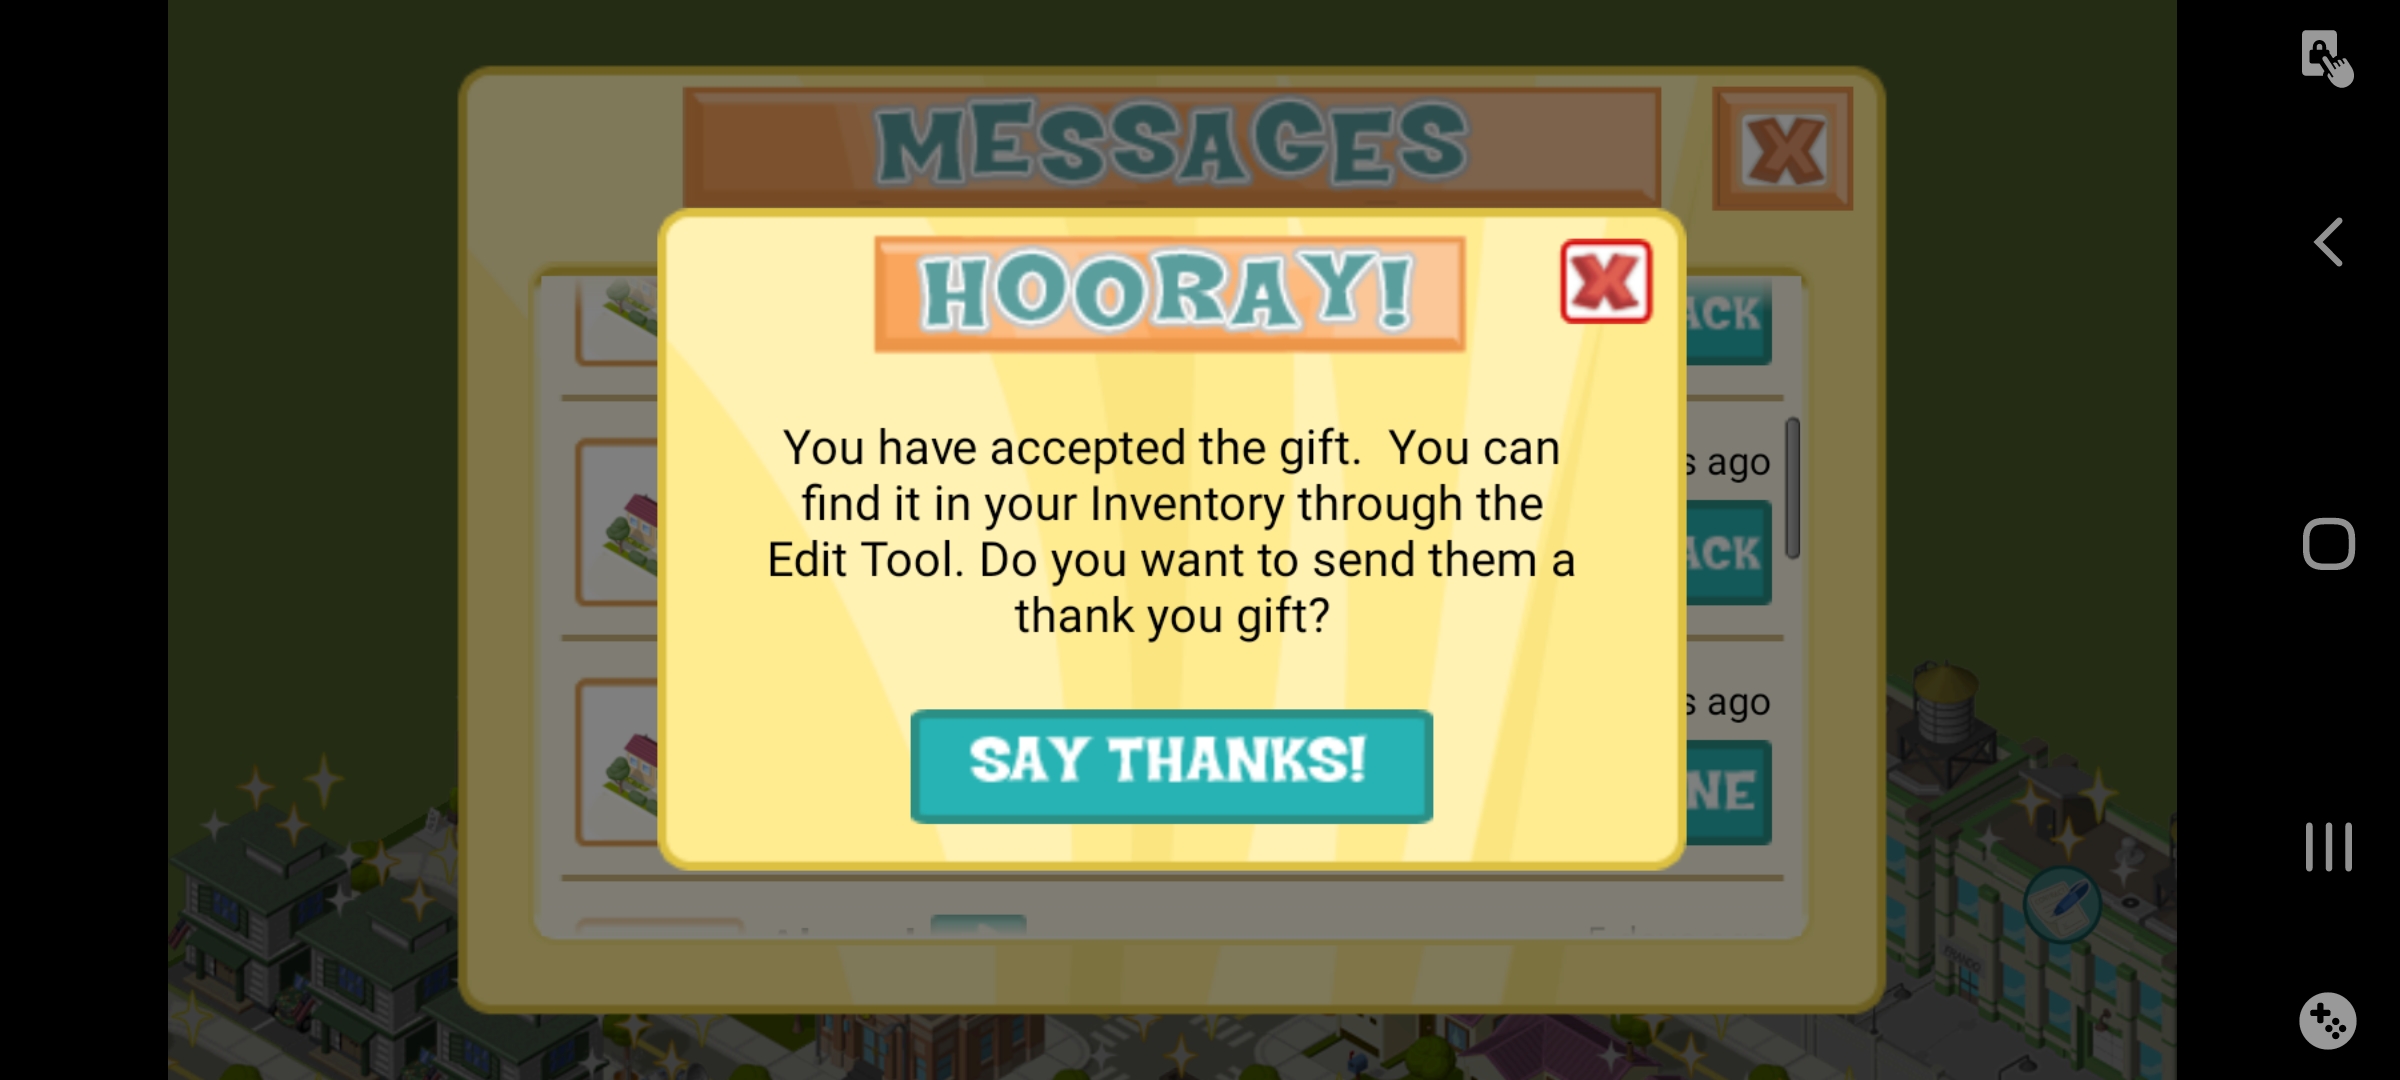 MESSAGES
HOORAY!
You have accepted the gift.  You can
find it in your Inventory through the
Edit Tool. Do you want to send them a
thank you gift?
SAY THANKS!
ACK
s ago
ACK
s ago
NE